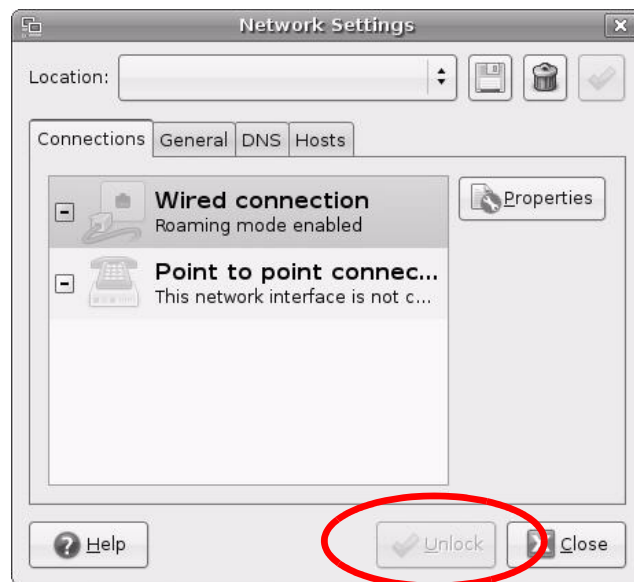 Network Settings
Location:
Connections General DNS Hosts
Wired connection
Roaming mode enabled
Properties
Point to point connec...
This network interface is not c...
Help Unlock Close